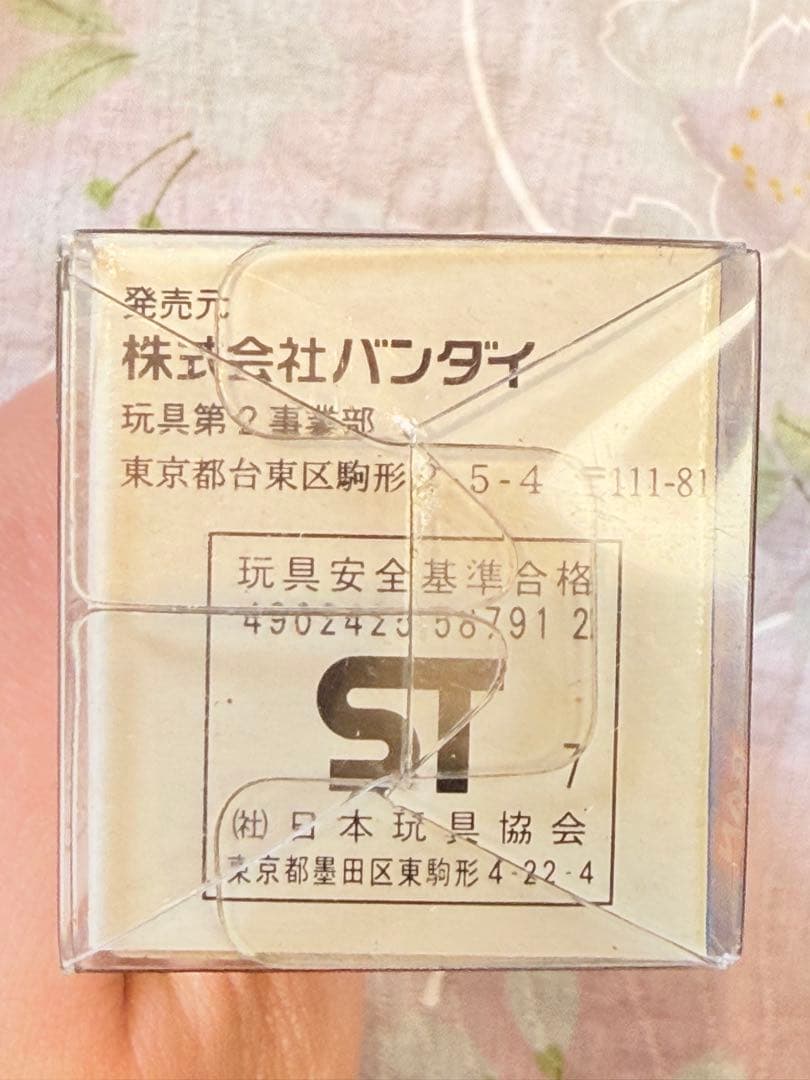 発売元
株式会社バンダイ
玩具第2事業部
東京都台東区駒形2-5-4 〒111-81
玩具安全基準合格
4902425 587912
ST
7
(社)日本玩具協会
東京都墨田区東駒形4-22-4